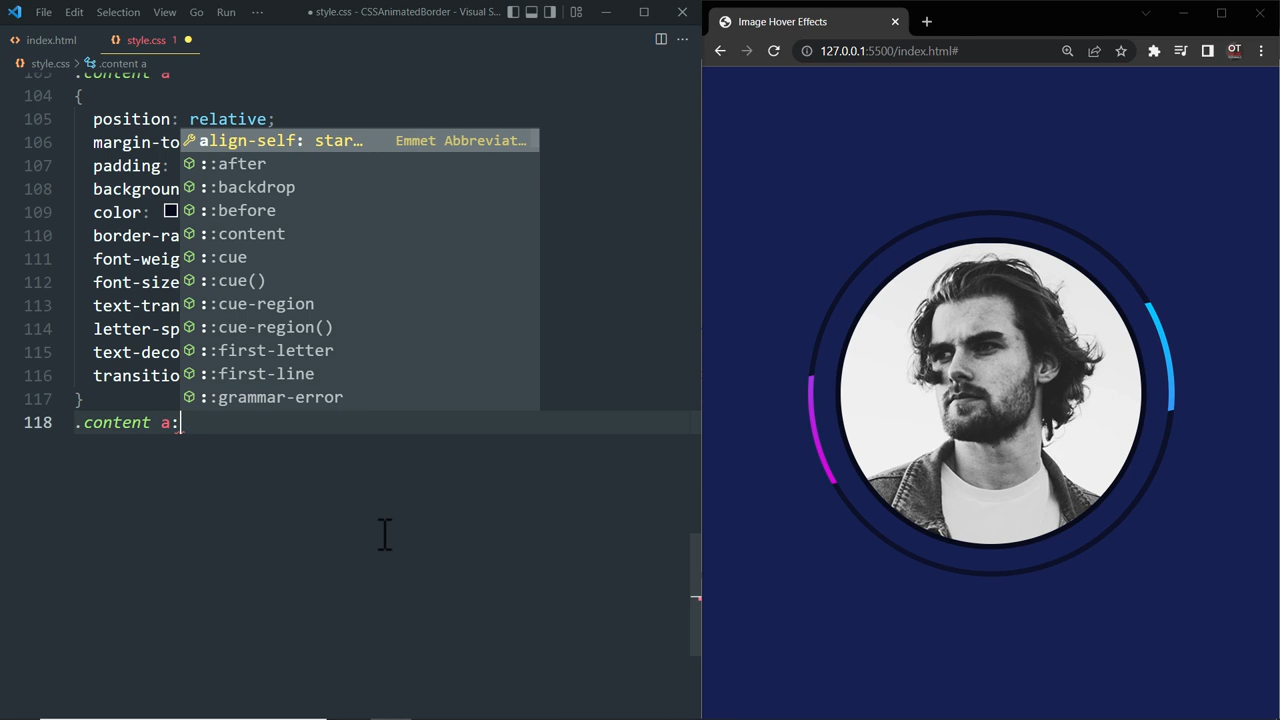 File Edit Selection View Go Run ··· ● style.css - CSSAnimatedBorder - Visual S...
index.html style.css 1 ●
style.css > .content a
103 .content a
104 {
105 position: relative;
106 margin-to
107 padding:
108 backgroun
109 color:
110 border-ra
111 font-weig
112 font-size
113 text-tran
114 letter-sp
115 text-deco
116 transitio
117 }
118 .content a:
align-self: star… Emmet Abbreviat…
::after
::backdrop
::before
::content
::cue
::cue()
::cue-region
::cue-region()
::first-letter
::first-line
::grammar-error
Image Hover Effects
127.0.0.1:5500/index.html#
OT